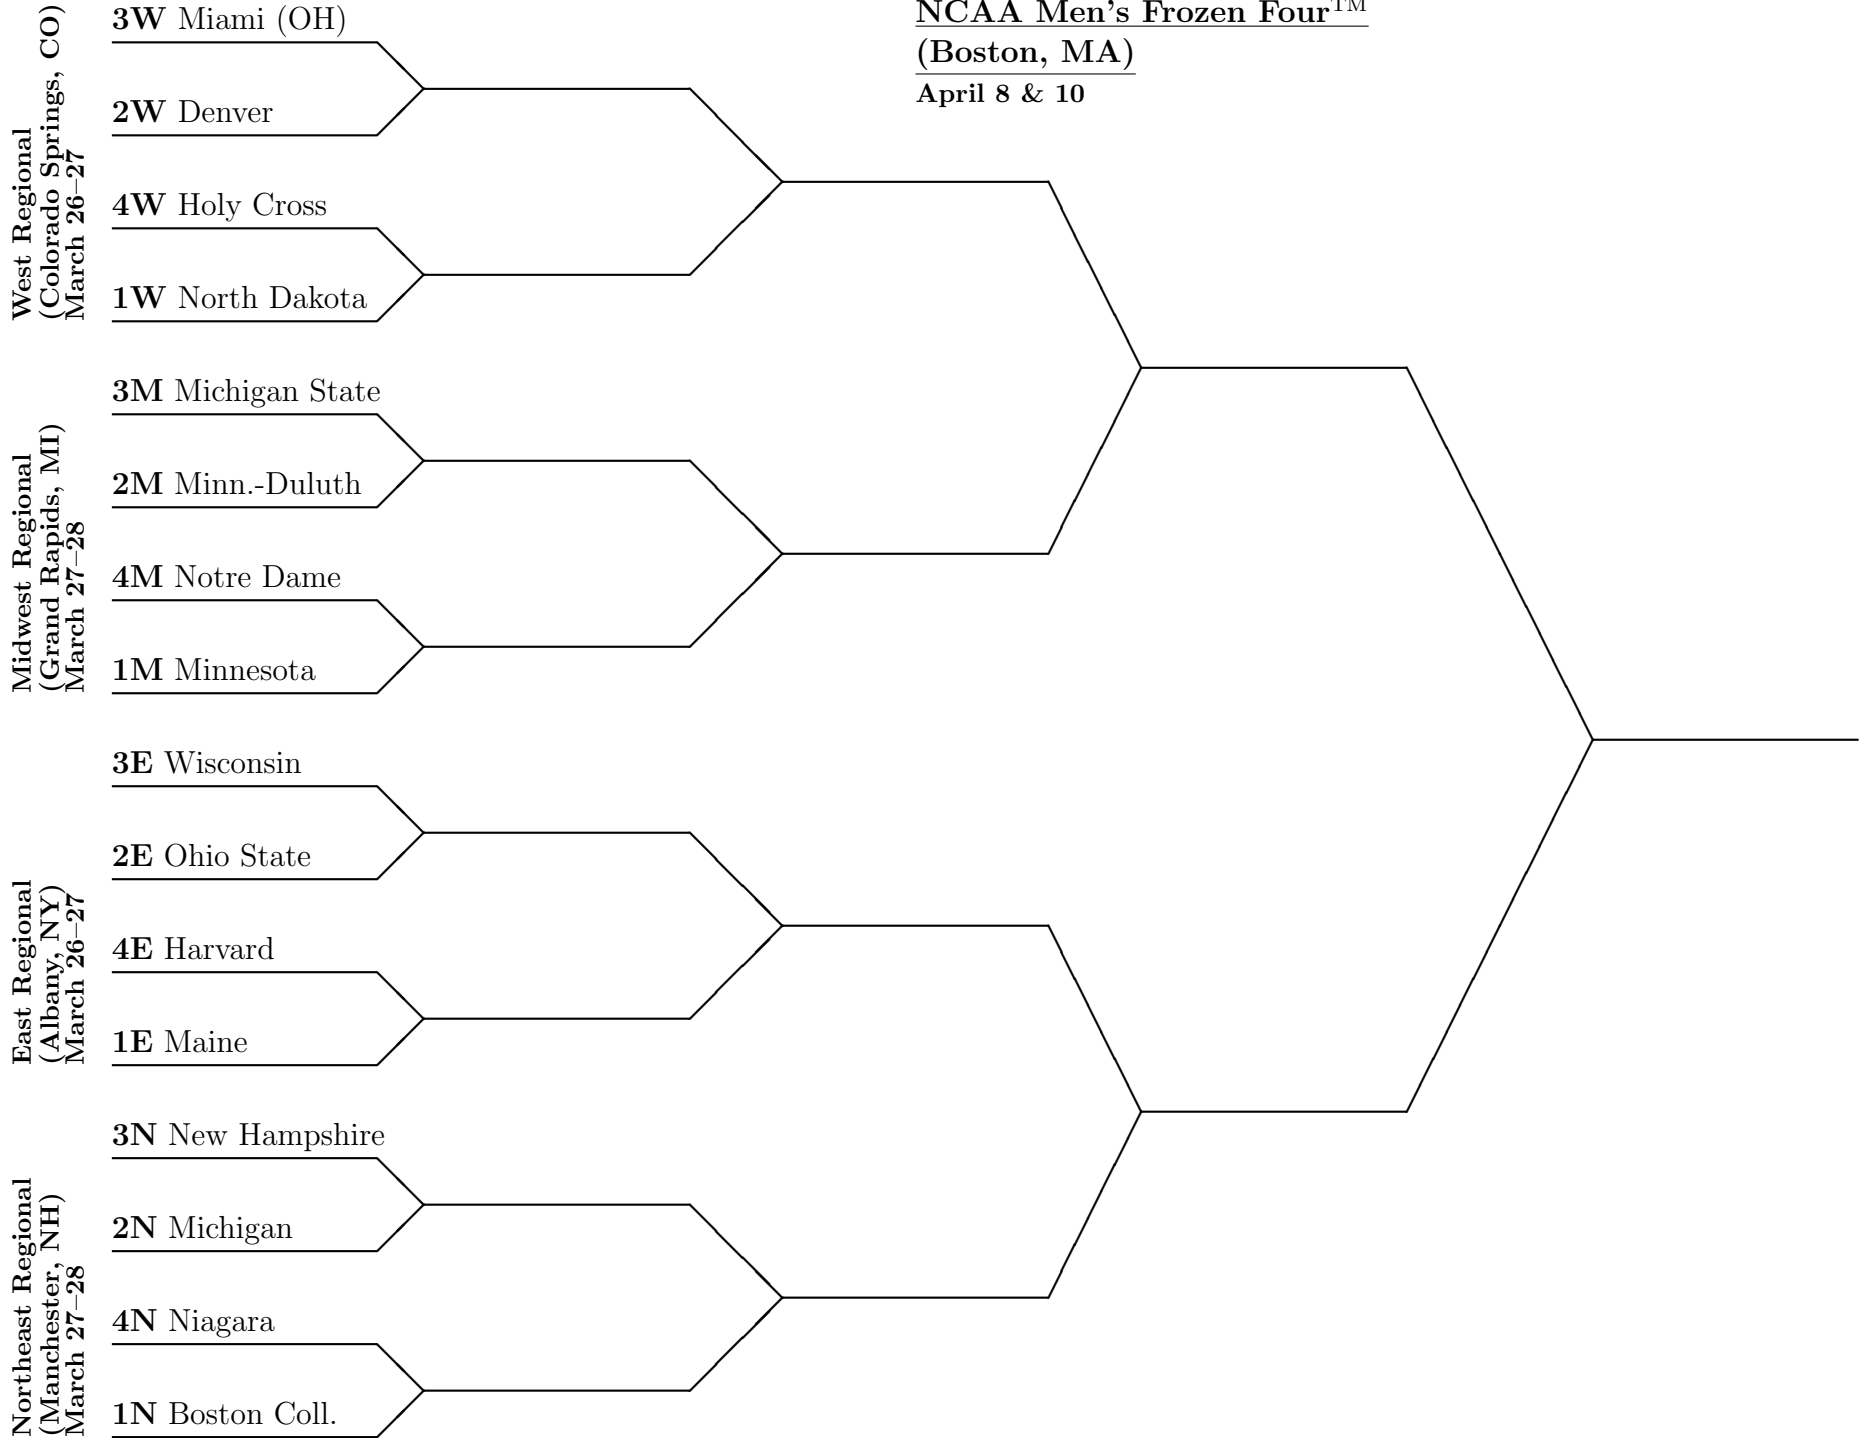 NCAA Men's Frozen Four™
(Boston, MA)
April 8 & 10
West Regional
(Colorado Springs, CO)
March 26–27
3W Miami (OH)
2W Denver
4W Holy Cross
1W North Dakota
Midwest Regional
(Grand Rapids, MI)
March 27–28
3M Michigan State
2M Minn.-Duluth
4M Notre Dame
1M Minnesota
East Regional
(Albany, NY)
March 26–27
3E Wisconsin
2E Ohio State
4E Harvard
1E Maine
Northeast Regional
(Manchester, NH)
March 27–28
3N New Hampshire
2N Michigan
4N Niagara
1N Boston Coll.